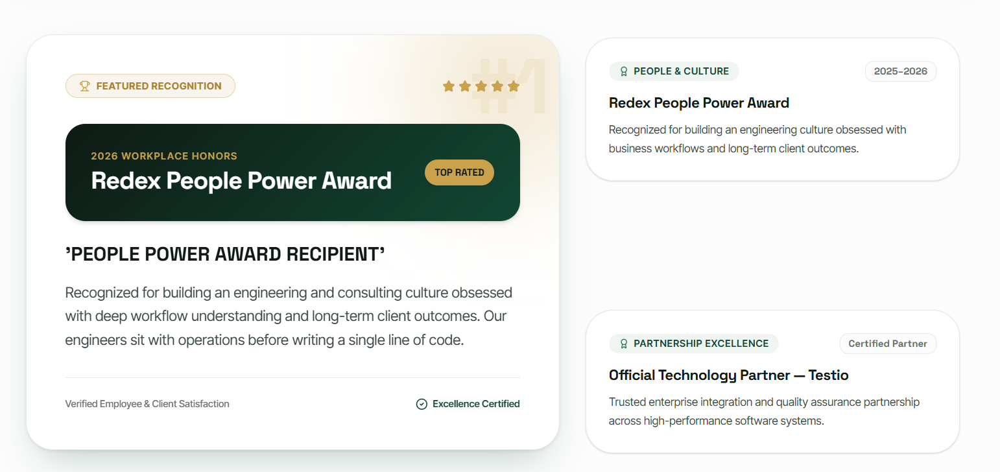 FEATURED RECOGNITION
#1
2026 WORKPLACE HONORS
Redex People Power Award
TOP RATED
’PEOPLE POWER AWARD RECIPIENT’
Recognized for building an engineering and consulting culture obsessed
with deep workflow understanding and long-term client outcomes. Our
engineers sit with operations before writing a single line of code.
Verified Employee & Client Satisfaction
Excellence Certified
PEOPLE & CULTURE
2025–2026
Redex People Power Award
Recognized for building an engineering culture obsessed with
business workflows and long-term client outcomes.
PARTNERSHIP EXCELLENCE
Certified Partner
Official Technology Partner — Testio
Trusted enterprise integration and quality assurance partnership
across high-performance software systems.